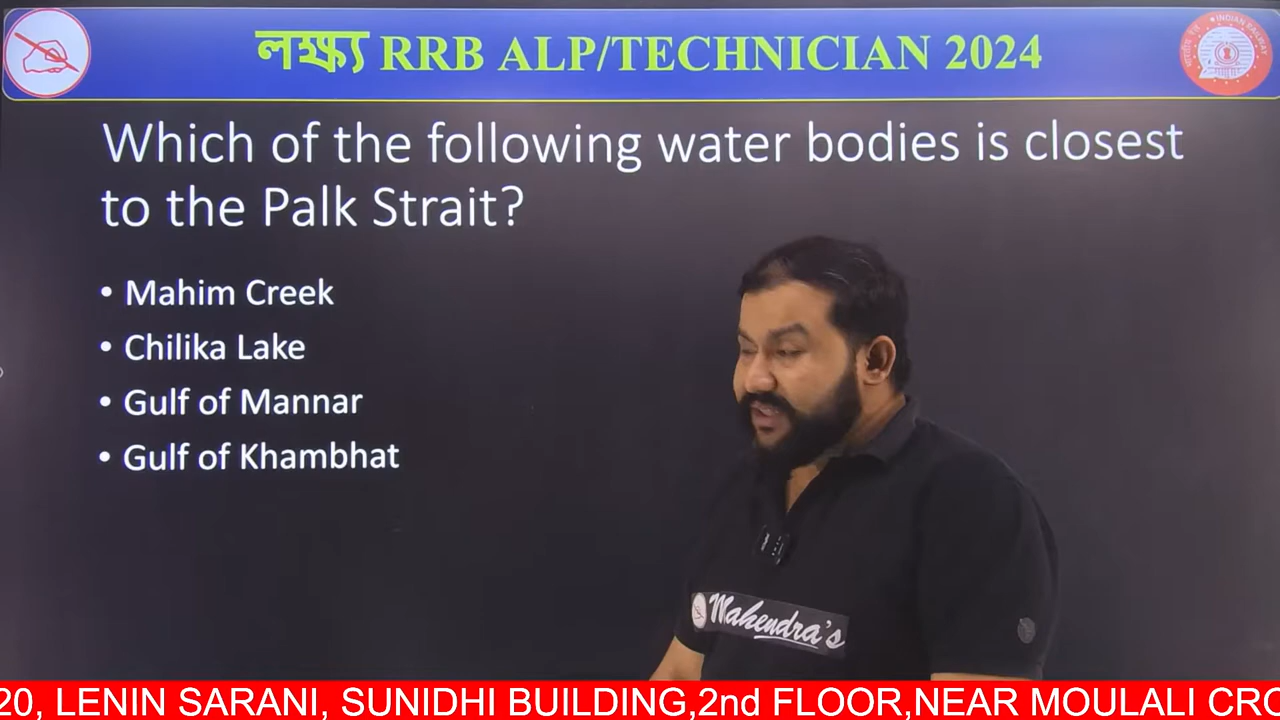 লক্ষ্য RRB ALP/TECHNICIAN 2024
INDIAN RAILWAY
Which of the following water bodies is closest
to the Palk Strait?
• Mahim Creek
• Chilika Lake
• Gulf of Mannar
• Gulf of Khambhat
Mahendra's
20, LENIN SARANI, SUNIDHI BUILDING,2nd FLOOR,NEAR MOULALI CRO